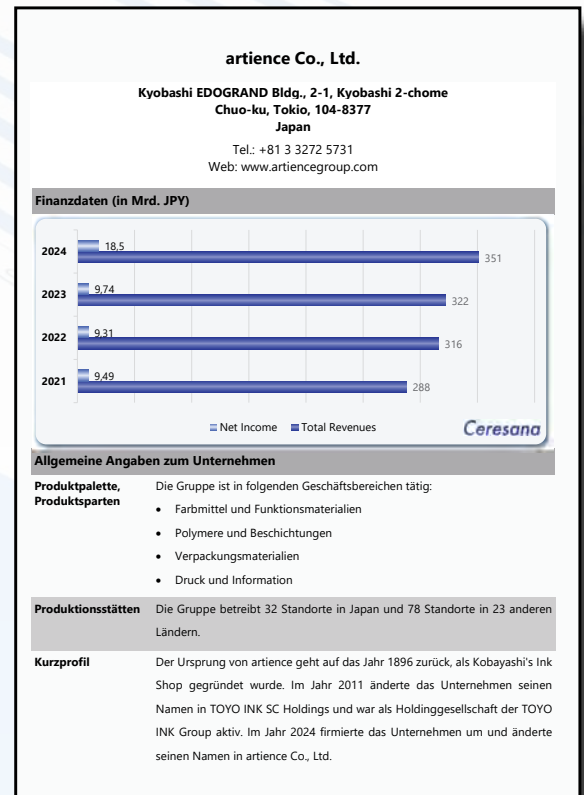 artience Co., Ltd.
Kyobashi EDOGRAND Bldg., 2-1, Kyobashi 2-chome
Chuo-ku, Tokio, 104-8377
Japan
Tel.: +81 3 3272 5731
Web: www.artiencegroup.com
Finanzdaten (in Mrd. JPY)
2024 18,5 351
2023 9,74 322
2022 9,31 316
2021 9,49 288
Net Income Total Revenues
Ceresana
Allgemeine Angaben zum Unternehmen
Produktpalette, Produktsparten
Die Gruppe ist in folgenden Geschäftsbereichen tätig:
• Farbmittel und Funktionsmaterialien
• Polymere und Beschichtungen
• Verpackungsmaterialien
• Druck und Information
Produktionsstätten Die Gruppe betreibt 32 Standorte in Japan und 78 Standorte in 23 anderen
Ländern.
Kurzprofil Der Ursprung von artience geht auf das Jahr 1896 zurück, als Kobayashi's Ink
Shop gegründet wurde. Im Jahr 2011 änderte das Unternehmen seinen
Namen in TOYO INK SC Holdings und war als Holdinggesellschaft der TOYO
INK Group aktiv. Im Jahr 2024 firmierte das Unternehmen um und änderte
seinen Namen in artience Co., Ltd.